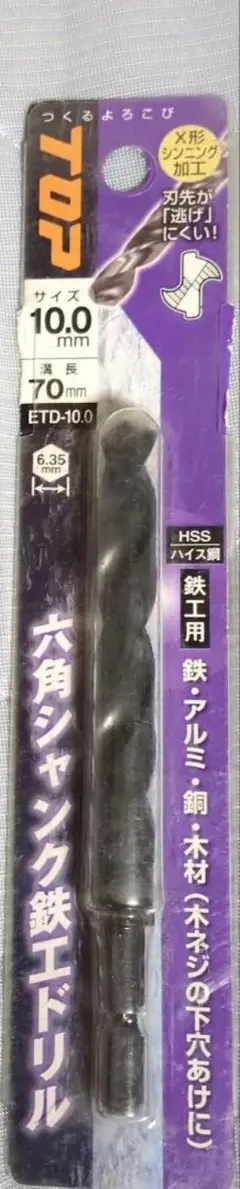 つくるよろこび
TOP
X形
シンニング
加工
刃先が
「逃げ」
にくい!
サイズ
10.0
mm
溝長
70mm
ETD-10.0
6.35
mm
HSS
ハイス鋼
鉄工用
鉄・アルミ・銅・木材(木ネジの下穴あけに)
六角シャンク鉄工ドリル